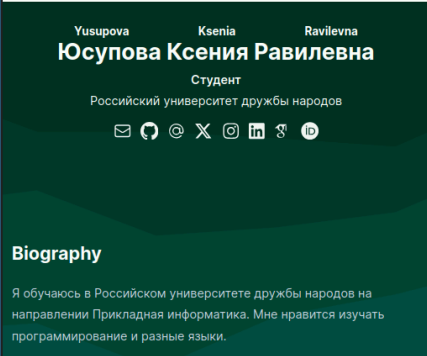 Yusupova Ksenia Ravilevna
Юсупова Ксения Равилевна
Студент
Российский университет дружбы народов
Biography
Я обучаюсь в Российском университете дружбы народов на
направлении Прикладная информатика. Мне нравится изучать
программирование и разные языки.